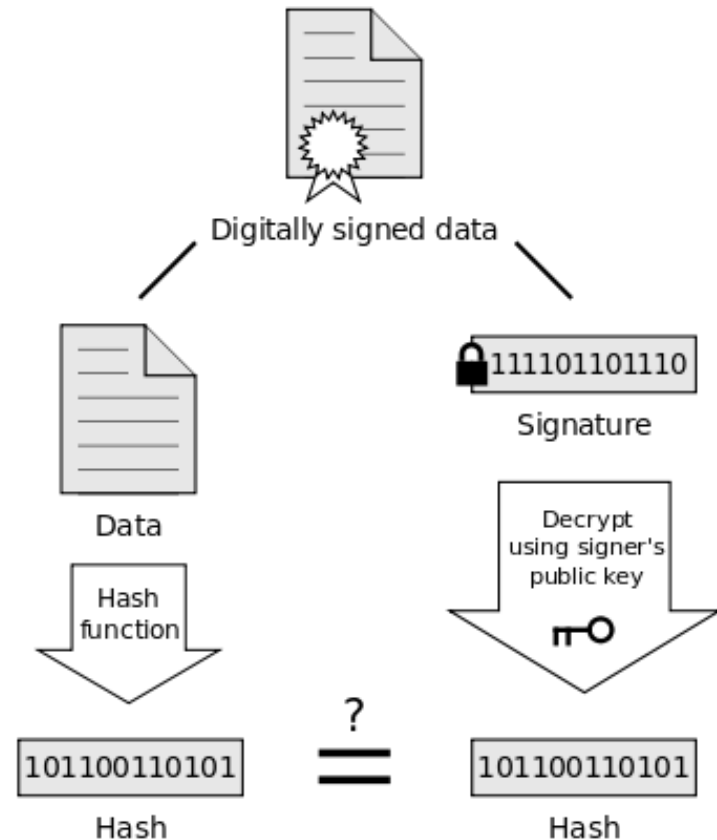 Digitally signed data
111101101110
Signature
Data
Decrypt
using signer's
public key
Hash
function
?
101100110101
101100110101
Hash
Hash